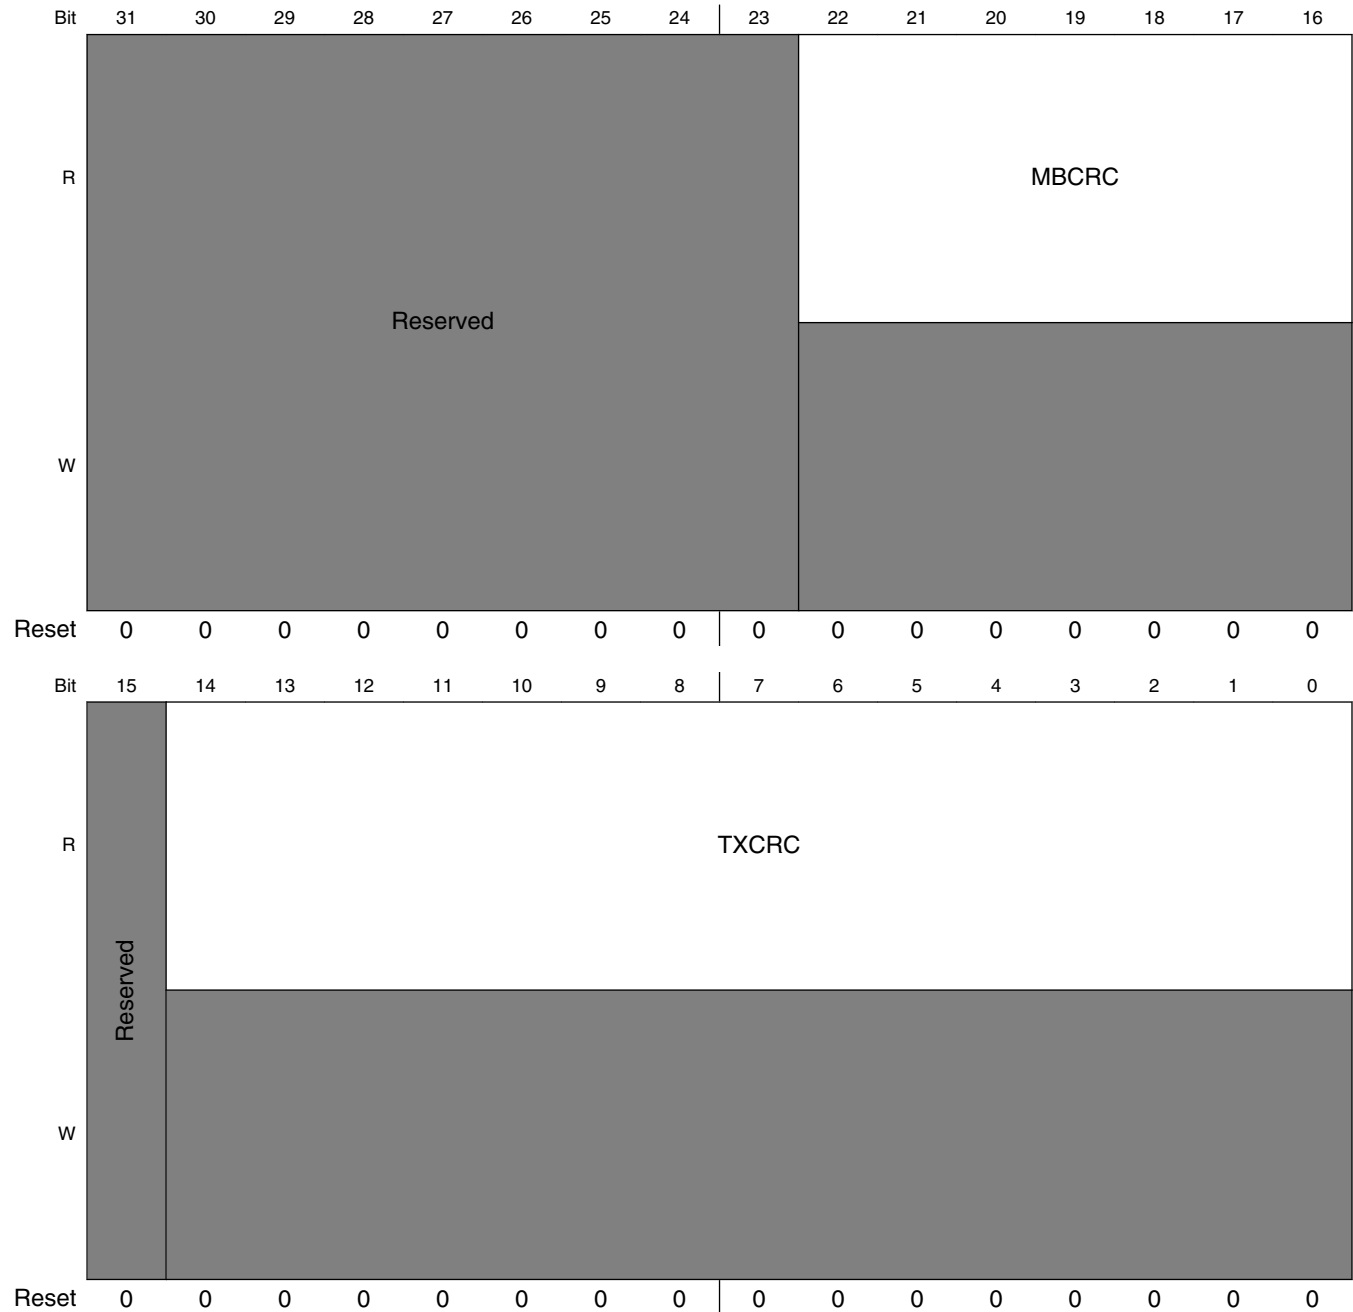 Bit 31 30 29 28 27 26 25 24 23 22 21 20 19 18 17 16
R MBCRC
Reserved
W
Reset 0 0 0 0 0 0 0 0 0 0 0 0 0 0 0 0
Bit 15 14 13 12 11 10 9 8 7 6 5 4 3 2 1 0
R TXCRC
Reserved
W
Reset 0 0 0 0 0 0 0 0 0 0 0 0 0 0 0 0